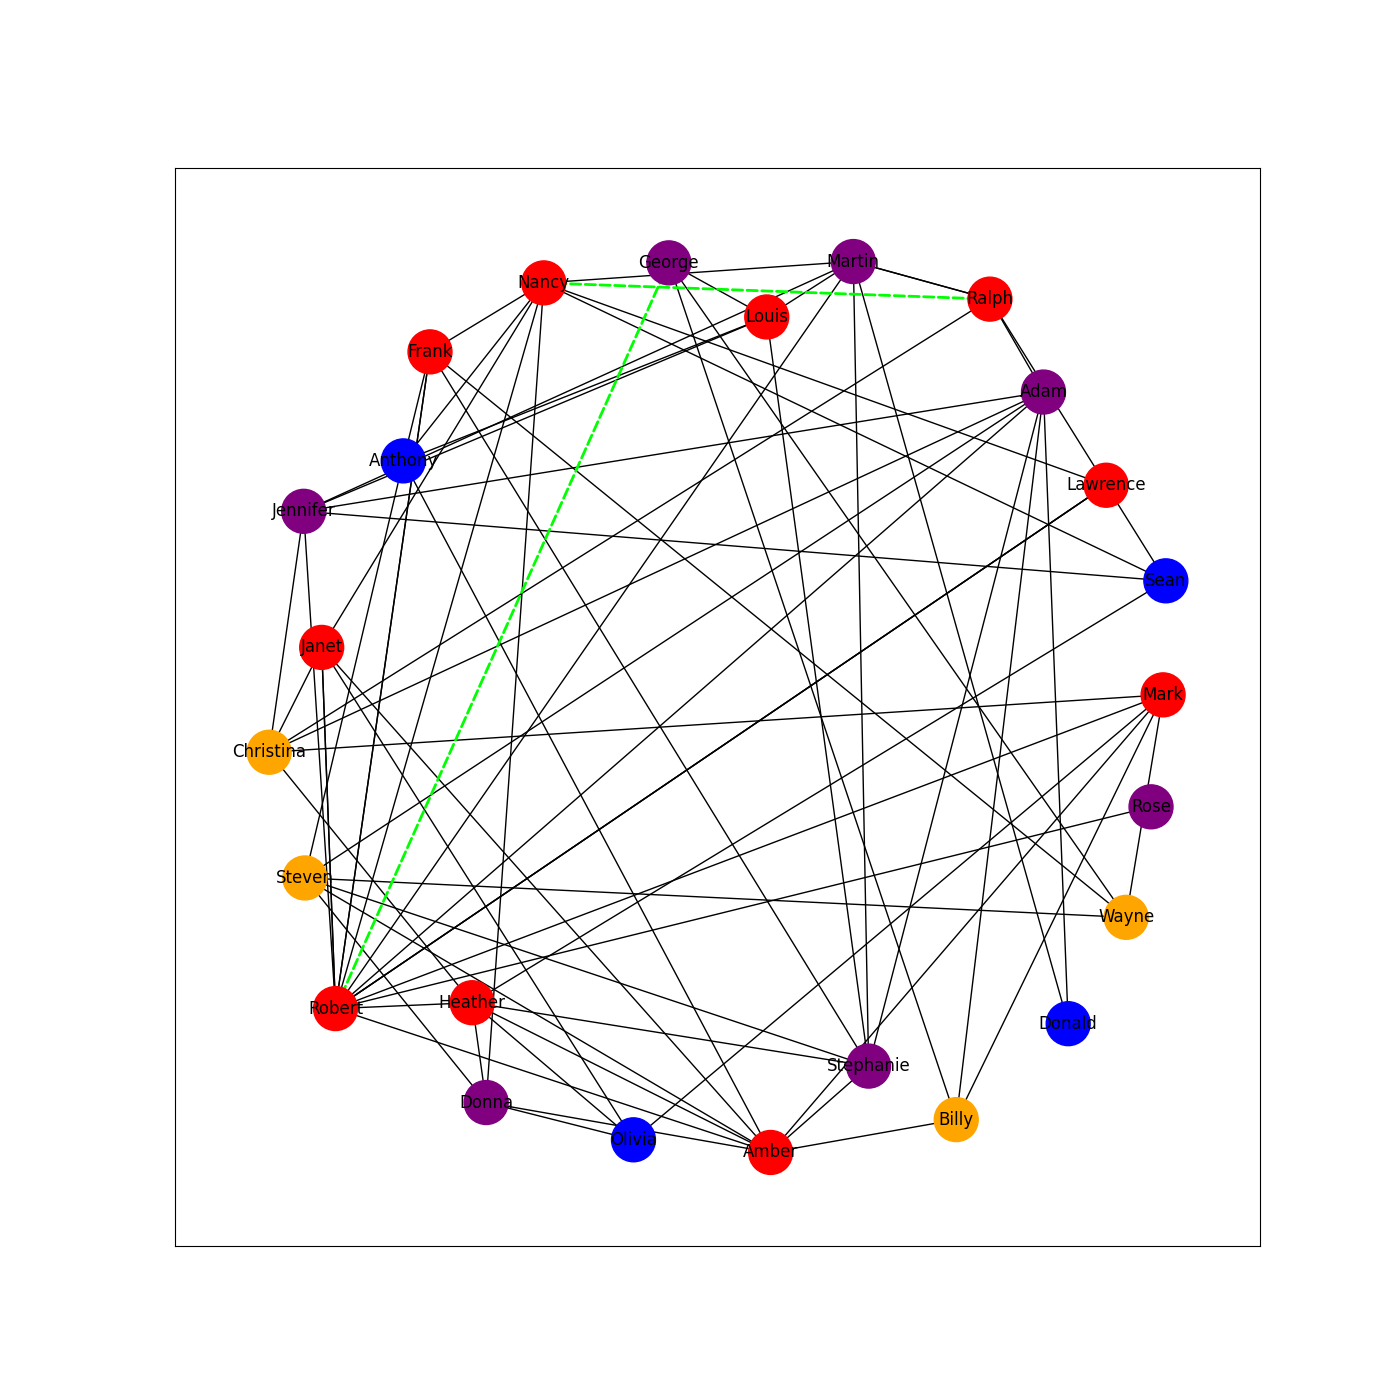 George
Martin
Nancy
Ralph
Louis
Frank
Adam
Anthony
Lawrence
Jennifer
Sean
Janet
Mark
Christina
Rose
Steven
Wayne
Heather
Robert
Donald
Stephanie
Donna
Billy
Olivia
Amber